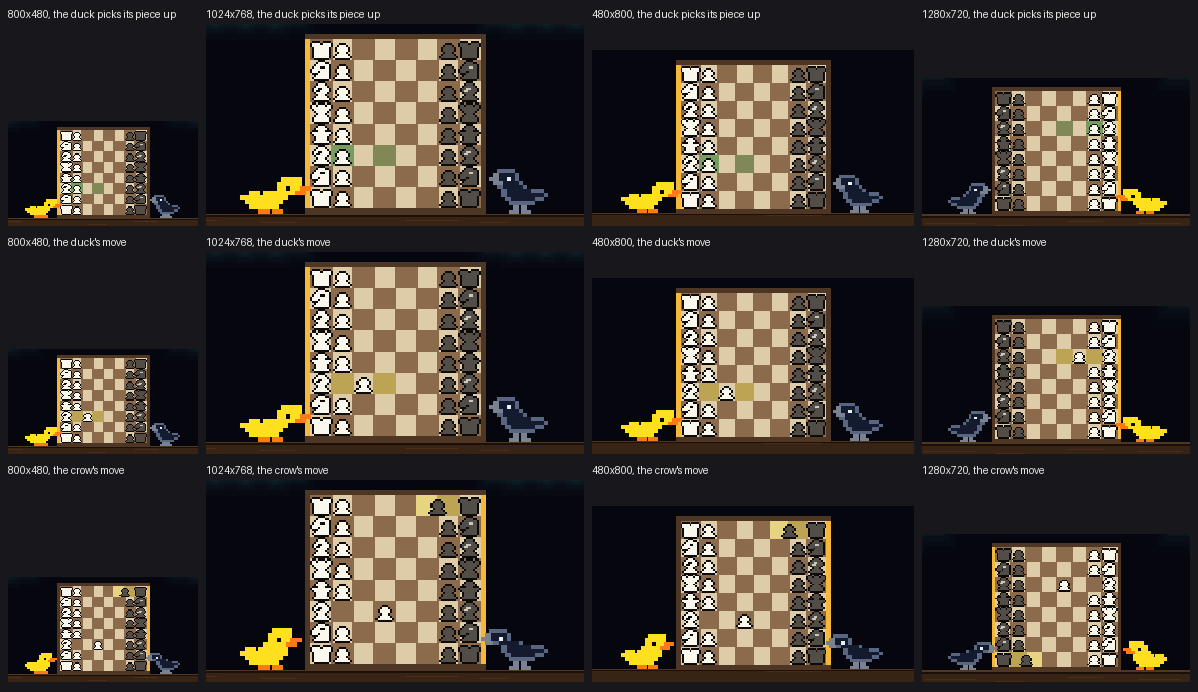 800x480, the duck picks its piece up
1024x768, the duck picks its piece up
480x800, the duck picks its piece up
1280x720, the duck picks its piece up
800x480, the duck's move
1024x768, the duck's move
480x800, the duck's move
1280x720, the duck's move
800x480, the crow's move
1024x768, the crow's move
480x800, the crow's move
1280x720, the crow's move